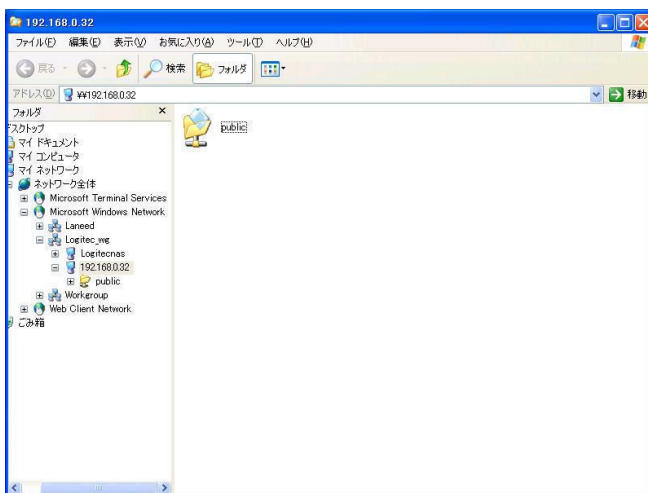 192.168.0.32
ファイル(F) 編集(E) 表示(V) お気に入り(A) ツール(T) ヘルプ(H)
戻る 検索 フォルダ
アドレス(D) ¥¥192.168.0.32 移動
フォルダ ×
スクトップ
マイ ドキュメント
マイ コンピュータ
マイ ネットワーク
ネットワーク全体
Microsoft Terminal Services
Microsoft Windows Network
Laneed
Logitec_wg
Logitecnas
192.168.0.32
public
Workgroup
Web Client Network
ごみ箱
public